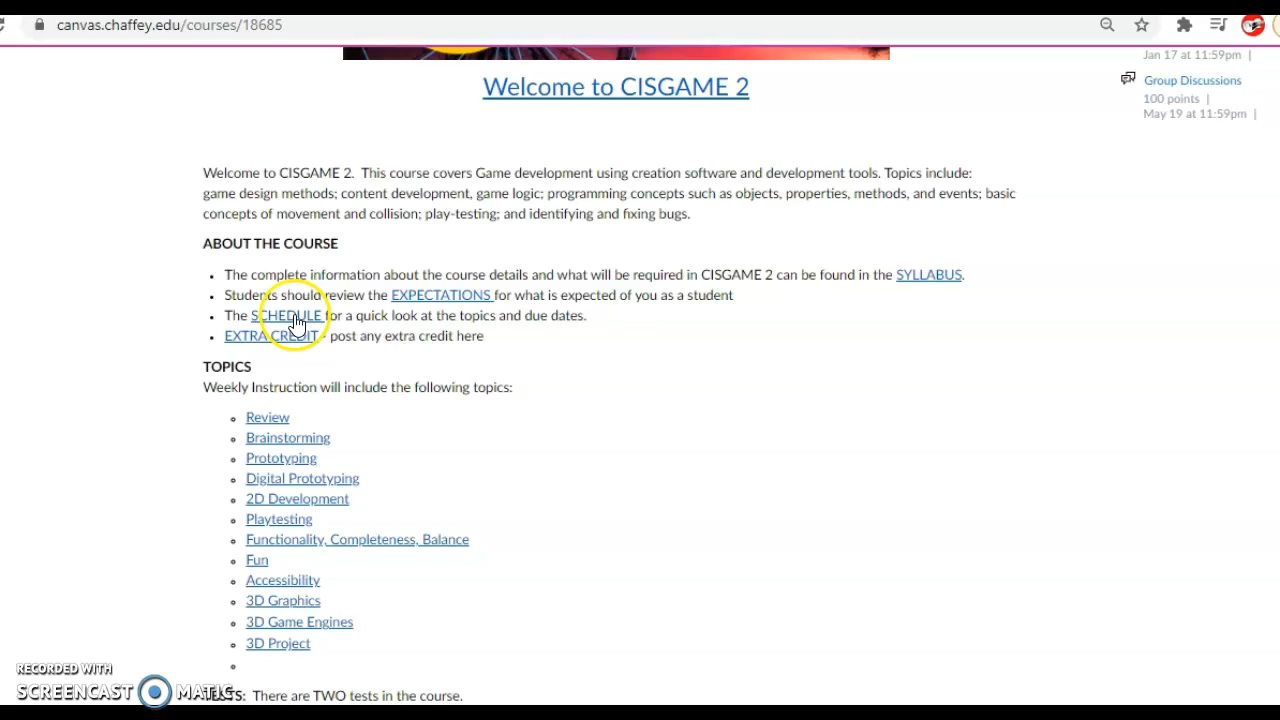 canvas.chaffey.edu/courses/18685
Jan 17 at 11:59pm |
Welcome to CISGAME 2
Group Discussions
100 points |
May 19 at 11:59pm |
Welcome to CISGAME 2. This course covers Game development using creation software and development tools. Topics include:
game design methods; content development, game logic; programming concepts such as objects, properties, methods, and events; basic
concepts of movement and collision; play-testing; and identifying and fixing bugs.
ABOUT THE COURSE
The complete information about the course details and what will be required in CISGAME 2 can be found in the SYLLABUS.
Students should review the EXPECTATIONS for what is expected of you as a student
The SCHEDULE for a quick look at the topics and due dates.
EXTRA CREDIT - post any extra credit here
TOPICS
Weekly Instruction will include the following topics:
Review
Brainstorming
Prototyping
Digital Prototyping
2D Development
Playtesting
Functionality, Completeness, Balance
Fun
Accessibility
3D Graphics
3D Game Engines
3D Project
RECORDED WITH
SCREENCAST MATIC
TESTS: There are TWO tests in the course.